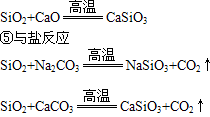 SiO₂+CaO ══高温══ CaSiO₃
⑤与盐反应
SiO₂+Na₂CO₃ ══高温══ NaSiO₃+CO₂↑
SiO₂+CaCO₃ ══高温══ CaSiO₃+CO₂↑